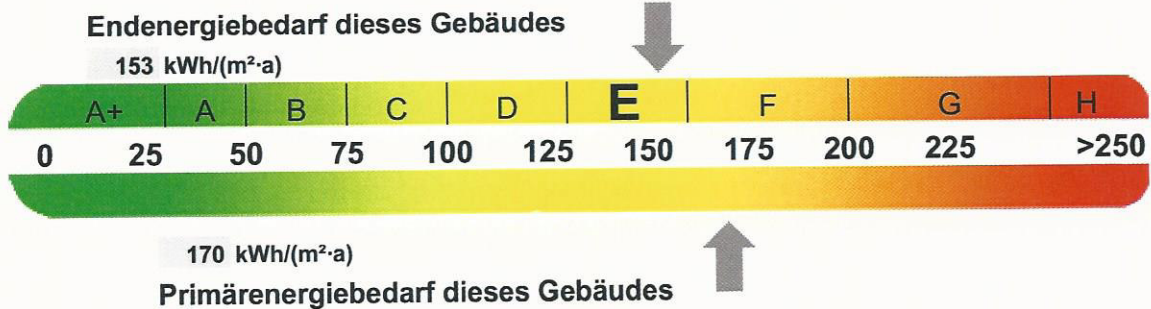 Endenergiebedarf dieses Gebäudes
153 kWh/(m²·a)
A+ A B C D E F G H
0 25 50 75 100 125 150 175 200 225 >250
170 kWh/(m²·a)
Primärenergiebedarf dieses Gebäudes